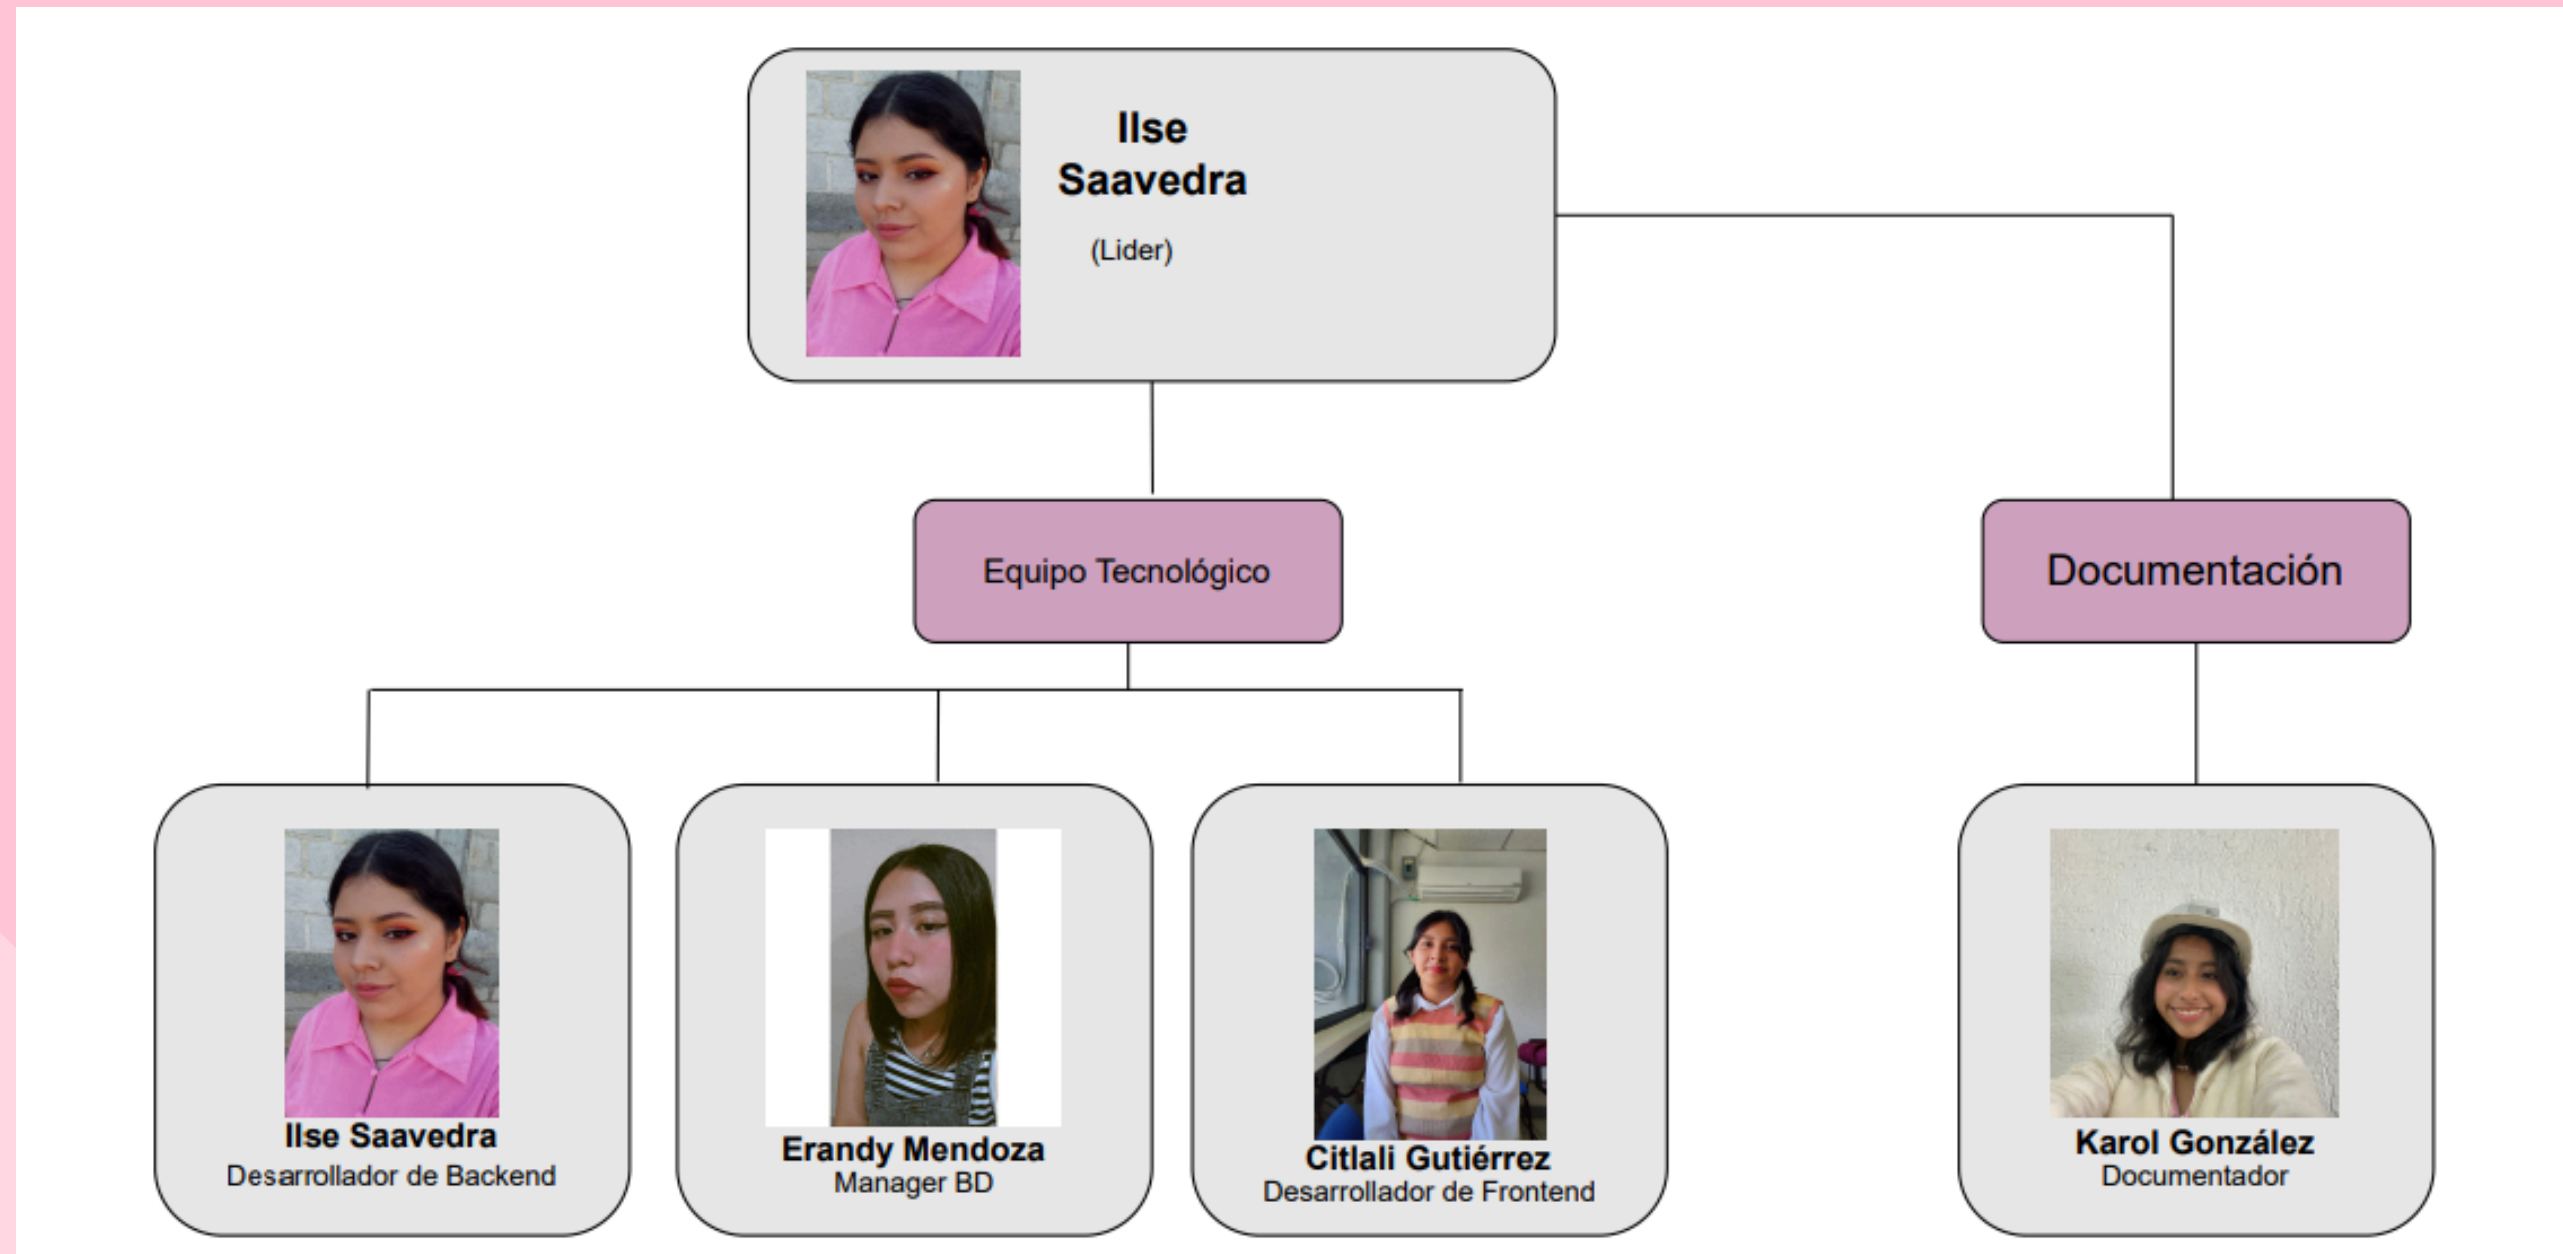 Ilse
Saavedra
(Lider)
Equipo Tecnológico
Documentación
Ilse Saavedra
Desarrollador de Backend
Erandy Mendoza
Manager BD
Citlali Gutiérrez
Desarrollador de Frontend
Karol González
Documentador